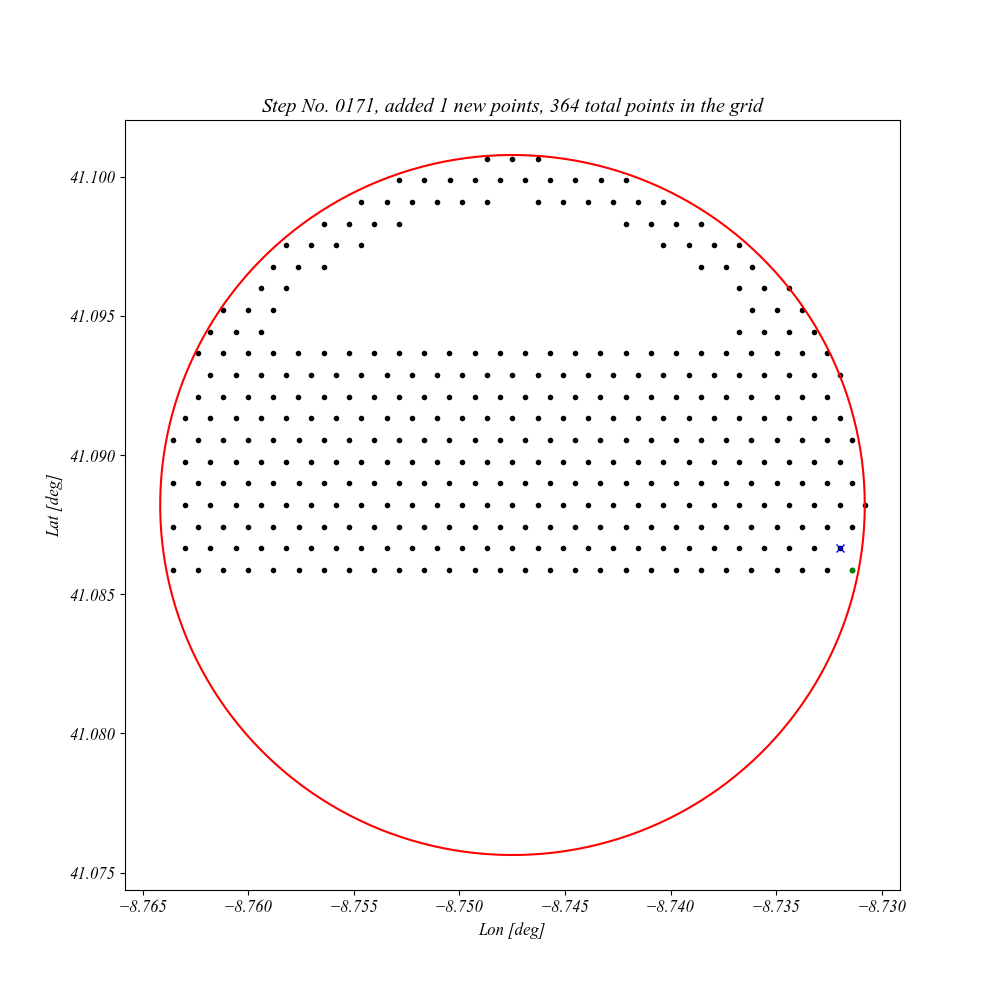 Step No. 0171, added 1 new points, 364 total points in the grid
41.100
41.095
41.090
41.085
41.080
41.075
Lat [deg]
−8.765 −8.760 −8.755 −8.750 −8.745 −8.740 −8.735 −8.730
Lon [deg]